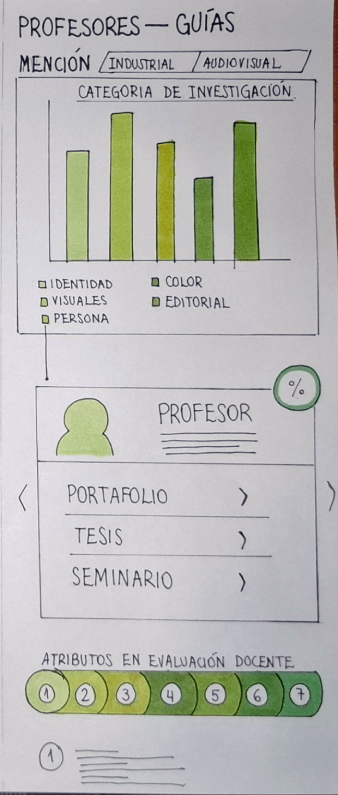 PROFESORES — GUÍAS
MENCIÓN / INDUSTRIAL / AUDIOVISUAL
CATEGORIA DE INVESTIGACIÓN
IDENTIDAD
VISUALES
PERSONA
COLOR
EDITORIAL
%
PROFESOR
PORTAFOLIO >
TESIS >
SEMINARIO >
< >
ATRIBUTOS EN EVALUACIÓN DOCENTE
1 2 3 4 5 6 7
1